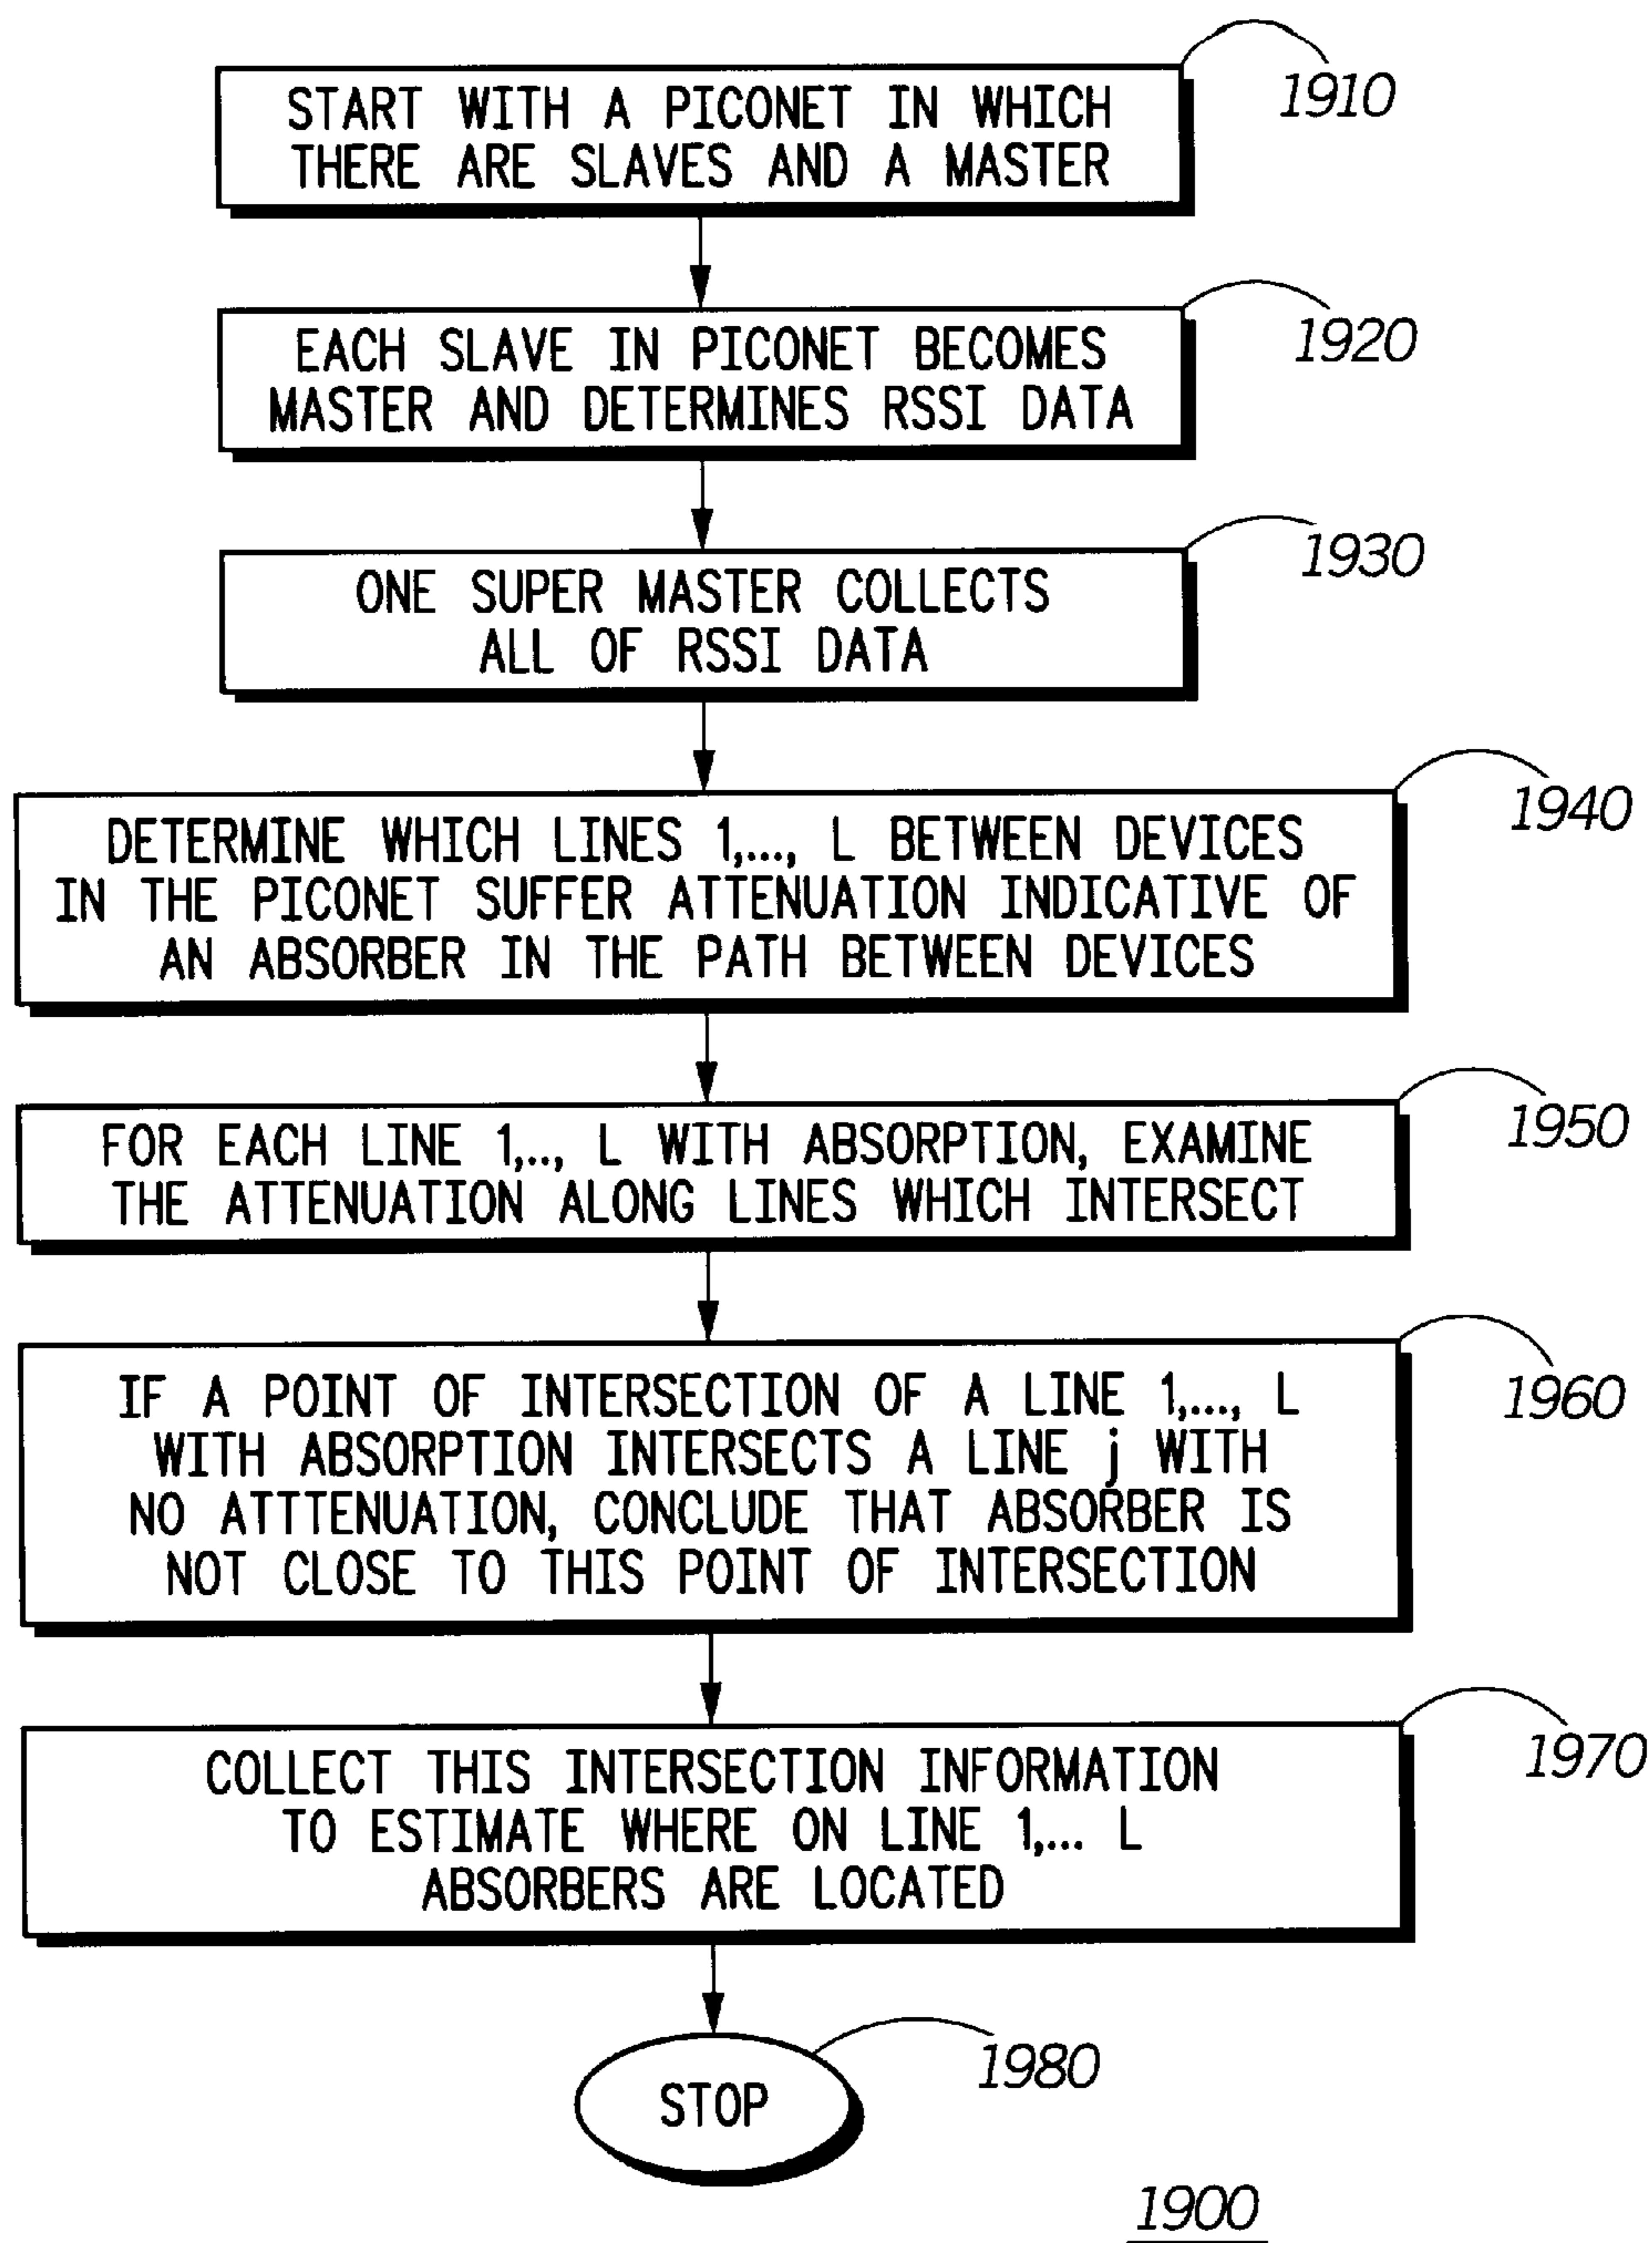 1910
START WITH A PICONET IN WHICH
THERE ARE SLAVES AND A MASTER
1920
EACH SLAVE IN PICONET BECOMES
MASTER AND DETERMINES RSSI DATA
1930
ONE SUPER MASTER COLLECTS
ALL OF RSSI DATA
1940
DETERMINE WHICH LINES 1,..., L BETWEEN DEVICES
IN THE PICONET SUFFER ATTENUATION INDICATIVE OF
AN ABSORBER IN THE PATH BETWEEN DEVICES
1950
FOR EACH LINE 1,.., L WITH ABSORPTION, EXAMINE
THE ATTENUATION ALONG LINES WHICH INTERSECT
1960
IF A POINT OF INTERSECTION OF A LINE 1,..., L
WITH ABSORPTION INTERSECTS A LINE j WITH
NO ATTTENUATION, CONCLUDE THAT ABSORBER IS
NOT CLOSE TO THIS POINT OF INTERSECTION
1970
COLLECT THIS INTERSECTION INFORMATION
TO ESTIMATE WHERE ON LINE 1,... L
ABSORBERS ARE LOCATED
1980
STOP
1900